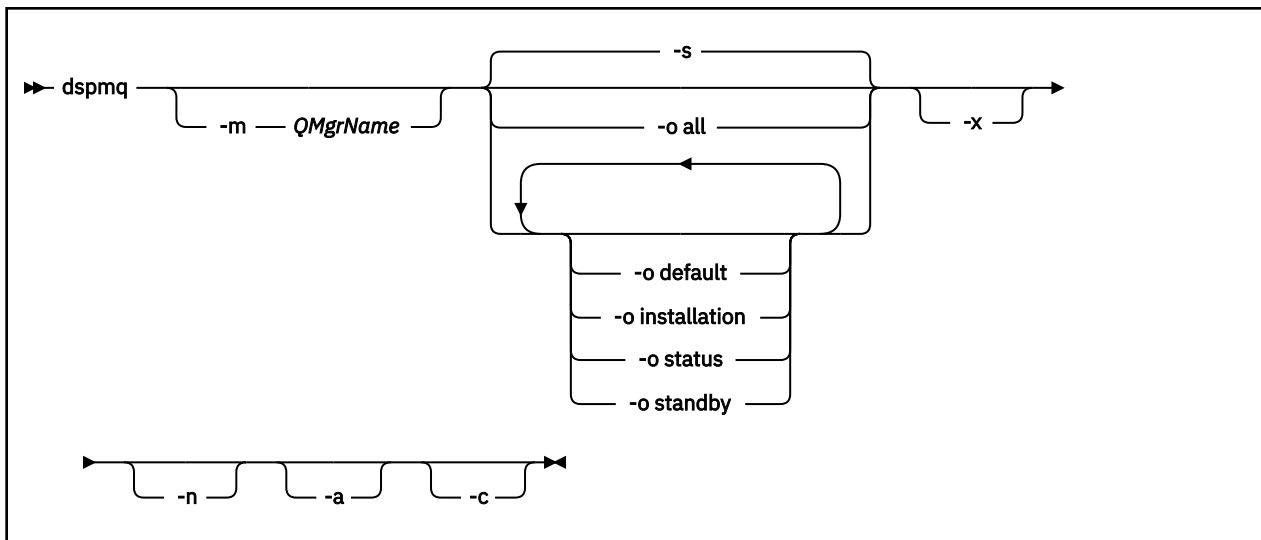 -s
dspmq
-m QMgrName
-o all
-x
-o default
-o installation
-o status
-o standby
-n -a -c